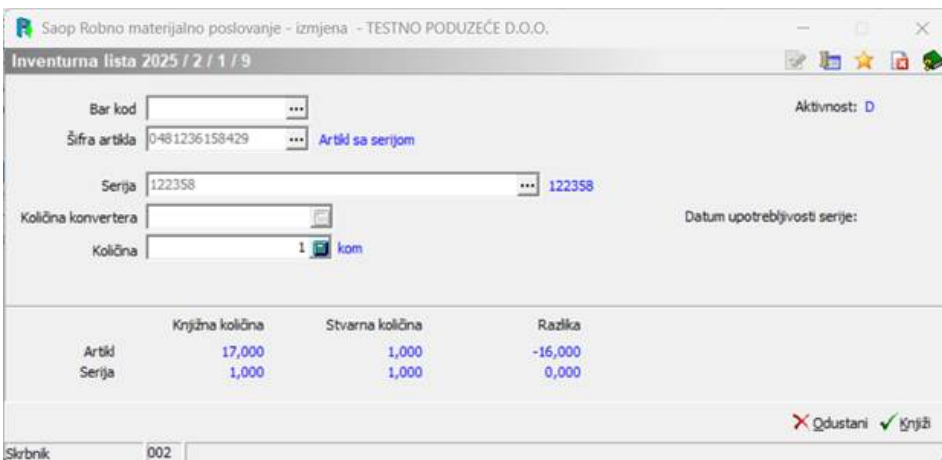 Saop Robno materijalno poslovanje - izmjena - TESTNO PODUZEĆE D.O.O.
Inventurna lista 2025 / 2 / 1 / 9
Bar kod ... Aktivnost: D
Šifra artikla 0481236158429 ... Artikl sa serijom
Serija 122358 ... 122358
Količina konvertera Datum upotrebljivosti serije:
Količina 1 kom
Knjižna količina Stvarna količina Razlika
Artikl 17,000 1,000 -16,000
Serija 1,000 1,000 0,000
Odustani Knjiži
Skrbnik 002